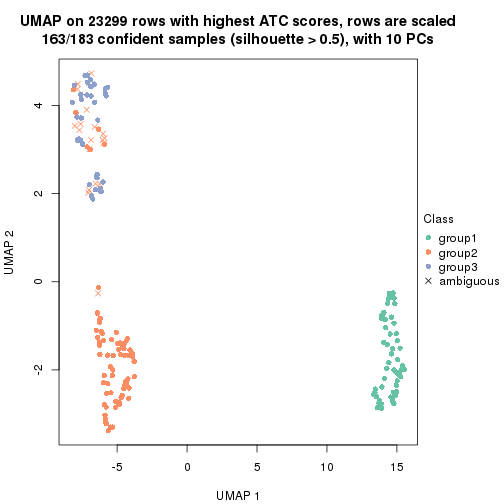 UMAP on 23299 rows with highest ATC scores, rows are scaled
163/183 confident samples (silhouette > 0.5), with 10 PCs
UMAP 2
4
2
0
-2
-5
0
5
10
15
UMAP 1
Class
group1
group2
group3
ambiguous